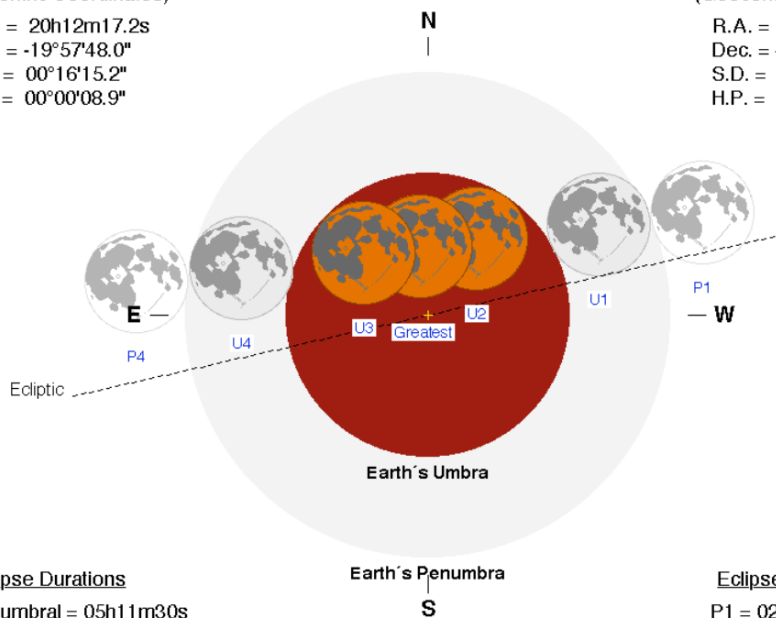 = 20h12m17.2s
= -19°57'48.0"
= 00°16'15.2"
= 00°00'08.9"
N
R.A. =
Dec. =
S.D. =
H.P. =
P1
U1
E
W
U2
U3
Greatest
U4
P4
Ecliptic
Earth´s Umbra
Earth´s Penumbra
S
pse Durations
umbral = 05h11m30s
Eclipse
P1 = 02